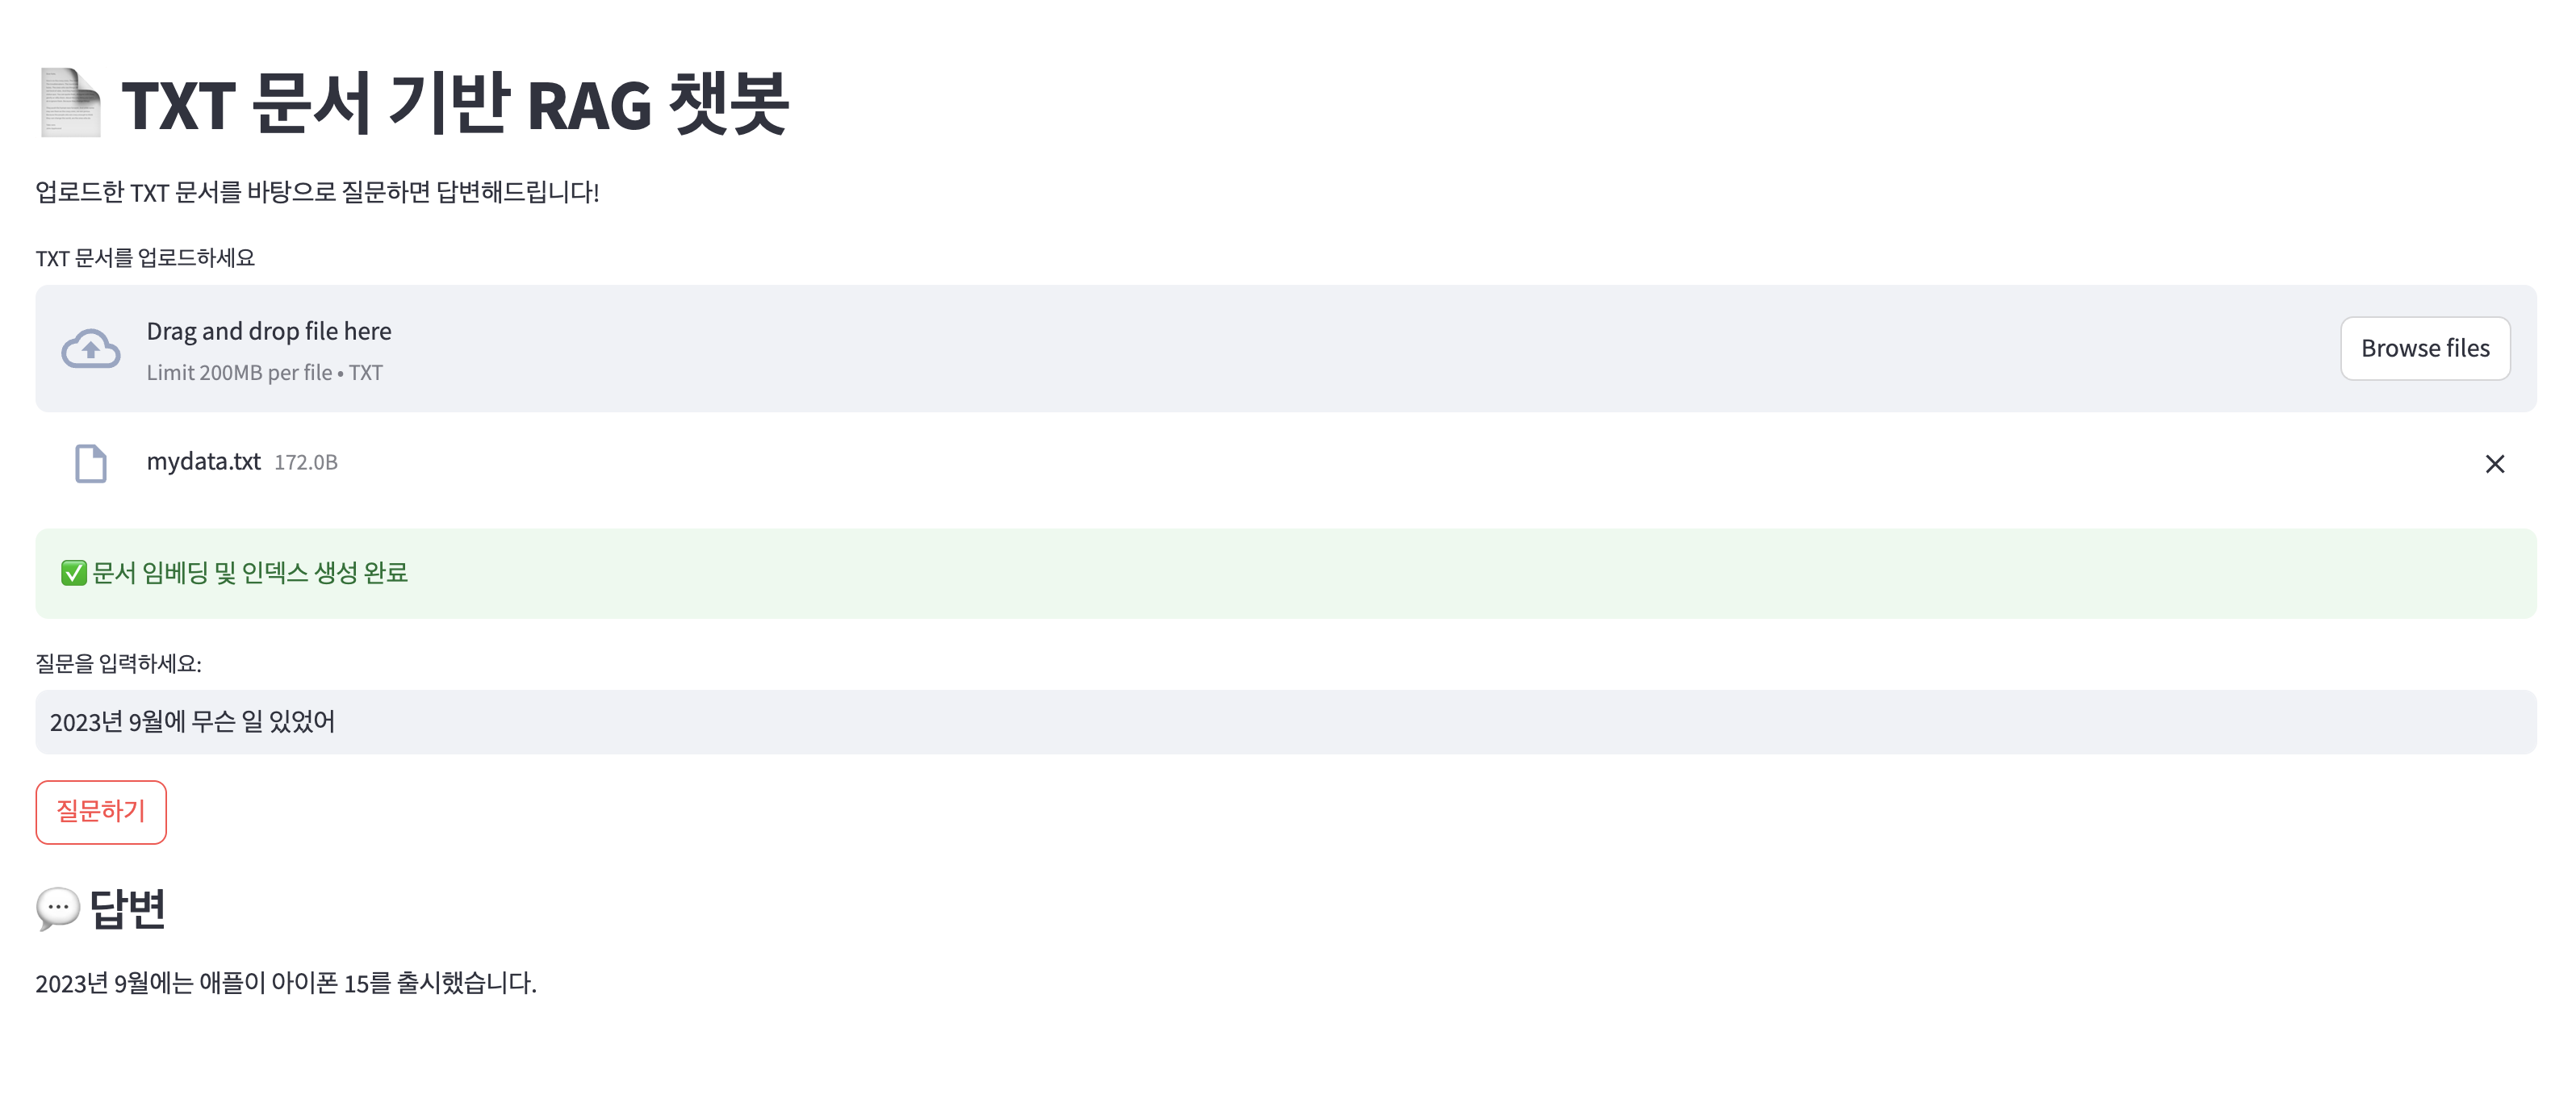 TXT 문서 기반 RAG 챗봇
업로드한 TXT 문서를 바탕으로 질문하면 답변해드립니다!
TXT 문서를 업로드하세요
Drag and drop file here
Limit 200MB per file • TXT
Browse files
mydata.txt 172.0B
✅ 문서 임베딩 및 인덱스 생성 완료
질문을 입력하세요:
2023년 9월에 무슨 일 있었어
질문하기
💬 답변
2023년 9월에는 애플이 아이폰 15를 출시했습니다.